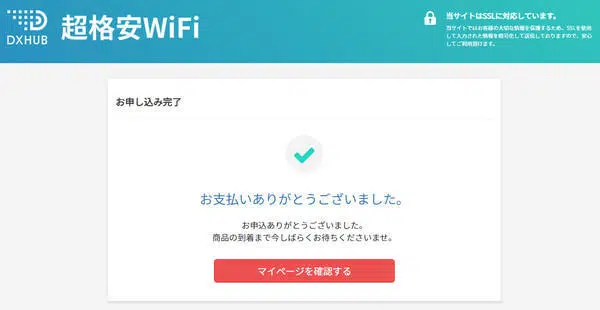 DXHUB
超格安WiFi
当サイトはSSLに対応しています。
当サイトではお客様の大切な情報を保護するため、SSLを使用
して入力された情報を暗号化して送信しておりますので、安心
してご利用頂けます。
お申し込み完了
お支払いありがとうございました。
お申込ありがとうございました。
商品の到着まで今しばらくお待ちくださいませ。
マイページを確認する